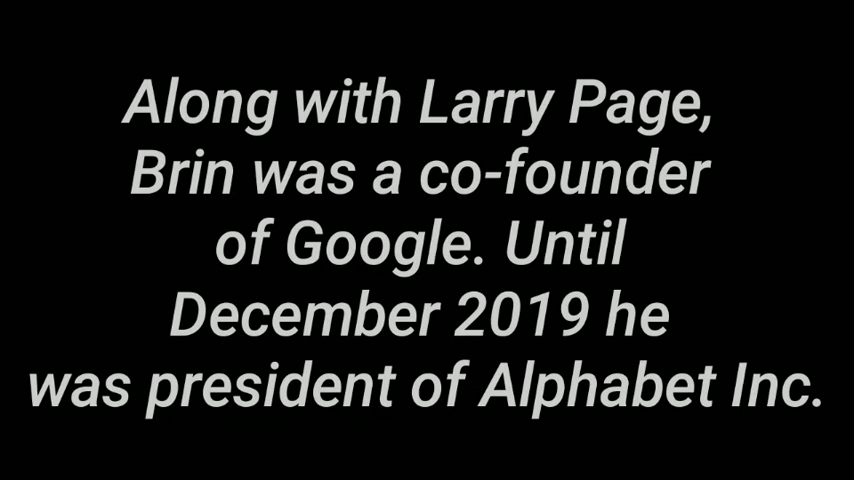 Along with Larry Page,
Brin was a co-founder
of Google. Until
December 2019 he
was president of Alphabet Inc.